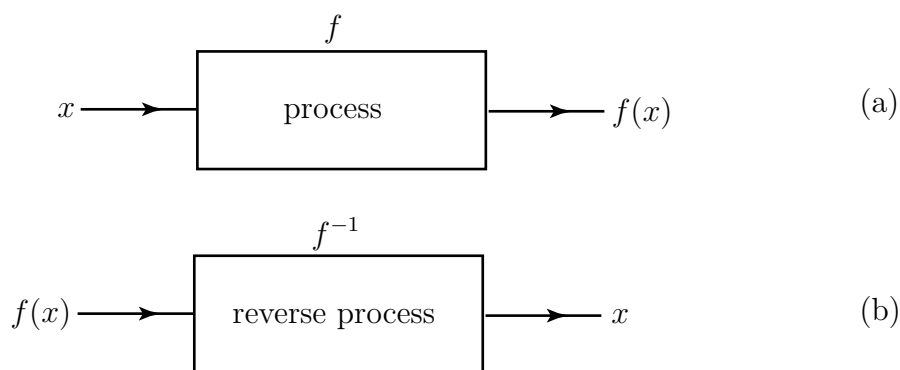 f
x process f(x) (a)
f⁻¹
f(x) reverse process x (b)